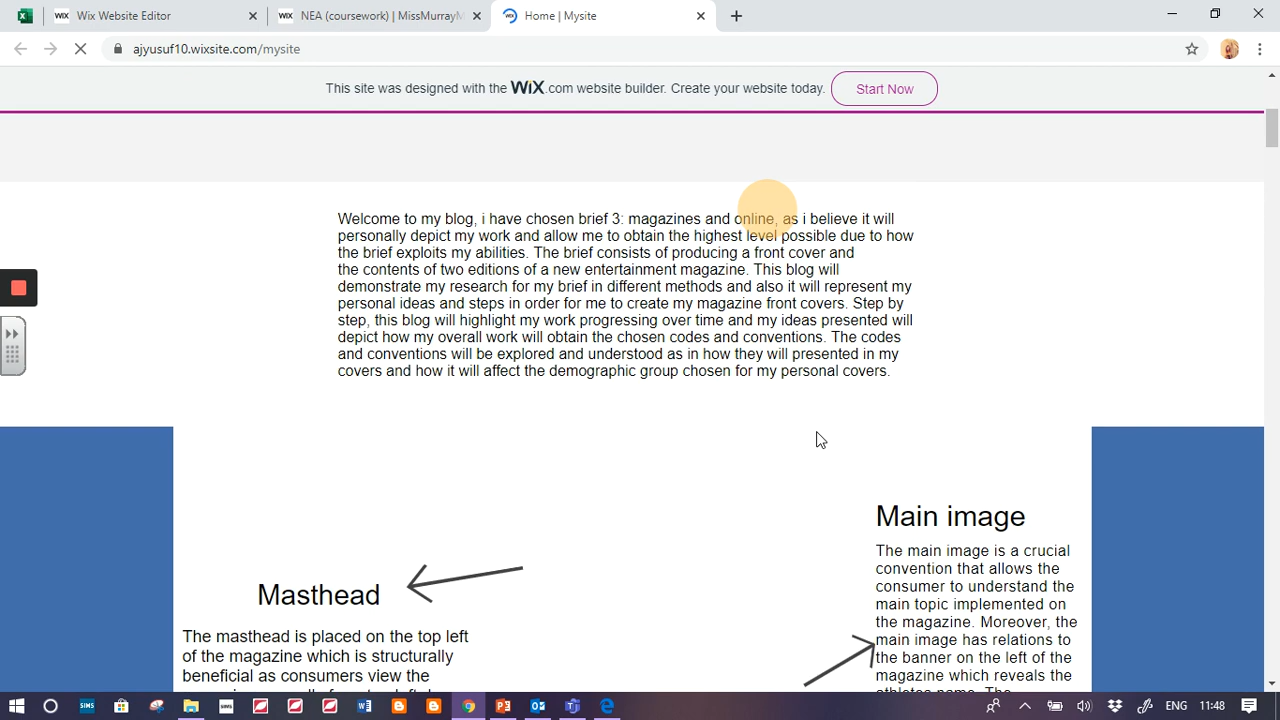 Wix Website Editor
NEA (coursework) | MissMurrayM
Home | Mysite
ajyusuf10.wixsite.com/mysite
This site was designed with the WiX.com website builder. Create your website today.
Start Now
Welcome to my blog, i have chosen brief 3: magazines and online, as i believe it will
personally depict my work and allow me to obtain the highest level possible due to how
the brief exploits my abilities. The brief consists of producing a front cover and
the contents of two editions of a new entertainment magazine. This blog will
demonstrate my research for my brief in different methods and also it will represent my
personal ideas and steps in order for me to create my magazine front covers. Step by
step, this blog will highlight my work progressing over time and my ideas presented will
depict how my overall work will obtain the chosen codes and conventions. The codes
and conventions will be explored and understood as in how they will presented in my
covers and how it will affect the demographic group chosen for my personal covers.
Main image
The main image is a crucial
convention that allows the
consumer to understand the
main topic implemented on
the magazine. Moreover, the
main image has relations to
the banner on the left of the
magazine which reveals the
Masthead
The masthead is placed on the top left
of the magazine which is structurally
beneficial as consumers view the
ENG 11:48